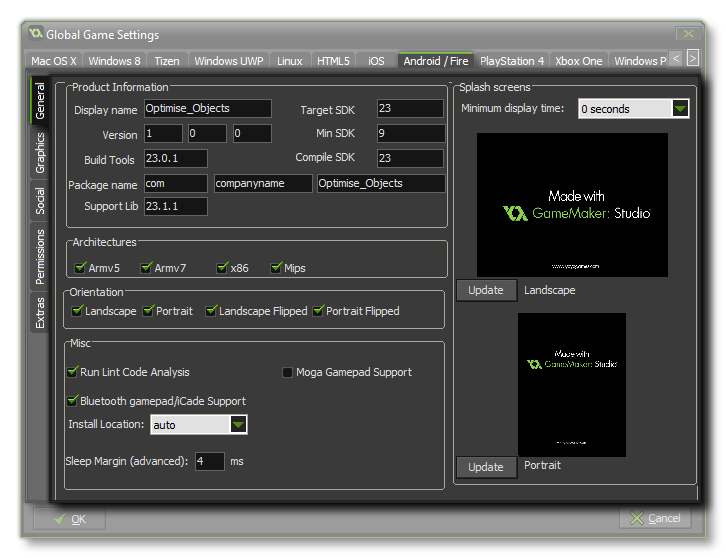 Global Game Settings
Mac OS X Windows 8 Tizen Windows UWP Linux HTML5 iOS Android / Fire PlayStation 4 Xbox One Windows P
General
Graphics
Social
Permissions
Extras
Product Information
Display name Optimise_Objects Target SDK 23
Version 1 0 0 Min SDK 9
Build Tools 23.0.1 Compile SDK 23
Package name com companyname Optimise_Objects
Support Lib 23.1.1
Architectures
Armv5 Armv7 x86 Mips
Orientation
Landscape Portrait Landscape Flipped Portrait Flipped
Misc
Run Lint Code Analysis Moga Gamepad Support
Bluetooth gamepad/iCade Support
Install Location: auto
Sleep Margin (advanced): 4 ms
Splash screens
Minimum display time: 0 seconds
Made with
GameMaker: Studio
www.yoyogames.com
Update Landscape
Made with
GameMaker: Studio
Update Portrait
OK Cancel